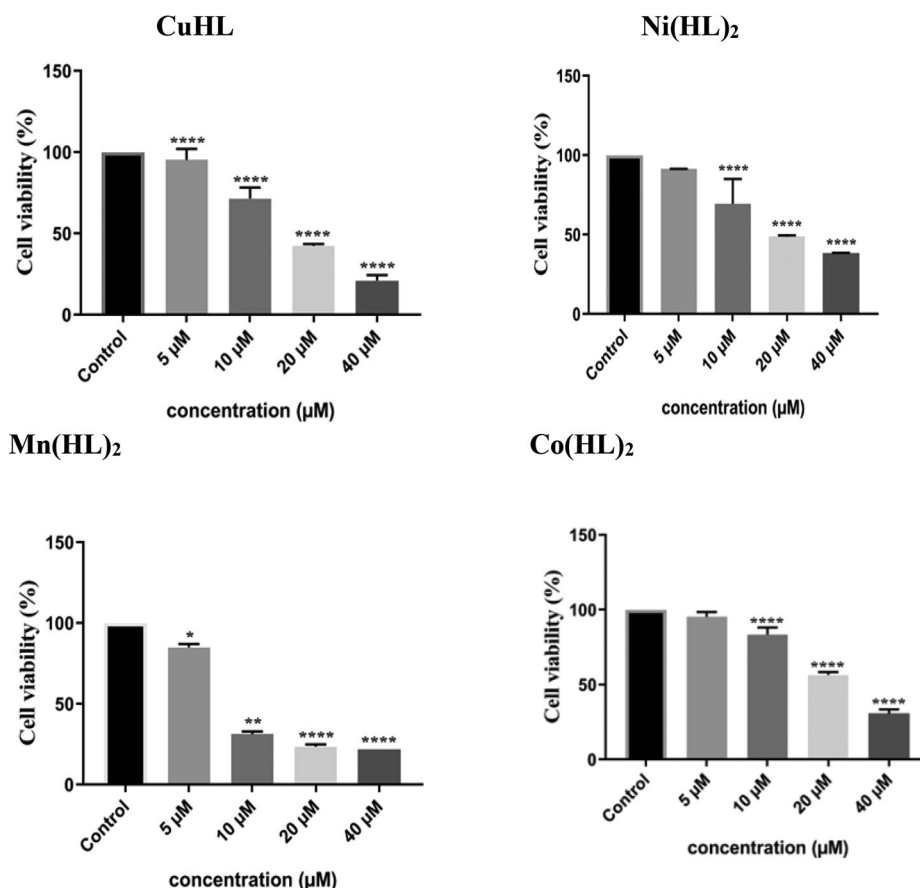 CuHL
Cell viability (%)
150
100
50
0
****
****
****
****
Control
5 µM
10 µM
20 µM
40 µM
concentration (µM)
Ni(HL)₂
Cell viability (%)
150
100
50
0
****
****
****
Control
5 µM
10 µM
20 µM
40 µM
concentration (µM)
Mn(HL)₂
Cell viability (%)
150
100
50
0
*
**
****
****
Control
5 µM
10 µM
20 µM
40 µM
concentration (µM)
Co(HL)₂
Cell viability (%)
150
100
50
0
****
****
****
Control
5 µM
10 µM
20 µM
40 µM
concentration (µM)